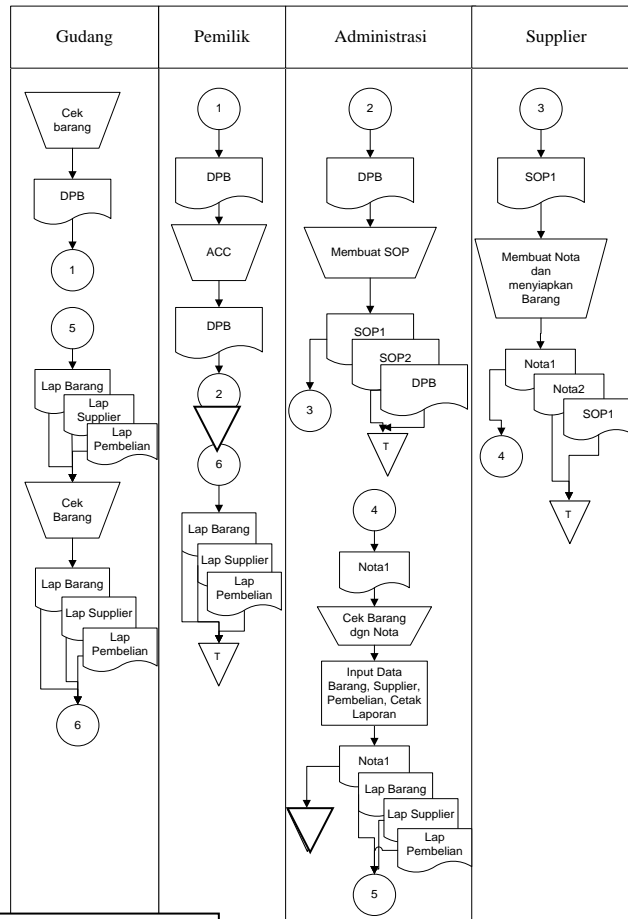 Gudang
Pemilik
Administrasi
Supplier
Cek
barang
DPB
1
5
Lap Barang
Lap
Supplier
Lap
Pembelian
Cek
Barang
Lap Barang
Lap Supplier
Lap
Pembelian
6
1
DPB
ACC
DPB
2
6
Lap Barang
Lap Supplier
Lap
Pembelian
T
2
DPB
Membuat SOP
SOP1
SOP2
DPB
3
T
4
Nota1
Cek Barang
dgn Nota
Input Data
Barang, Supplier,
Pembelian, Cetak
Laporan
Nota1
Lap Barang
Lap Supplier
Lap
Pembelian
5
3
SOP1
Membuat Nota
dan
menyiapkan
Barang
Nota1
Nota2
SOP1
4
T